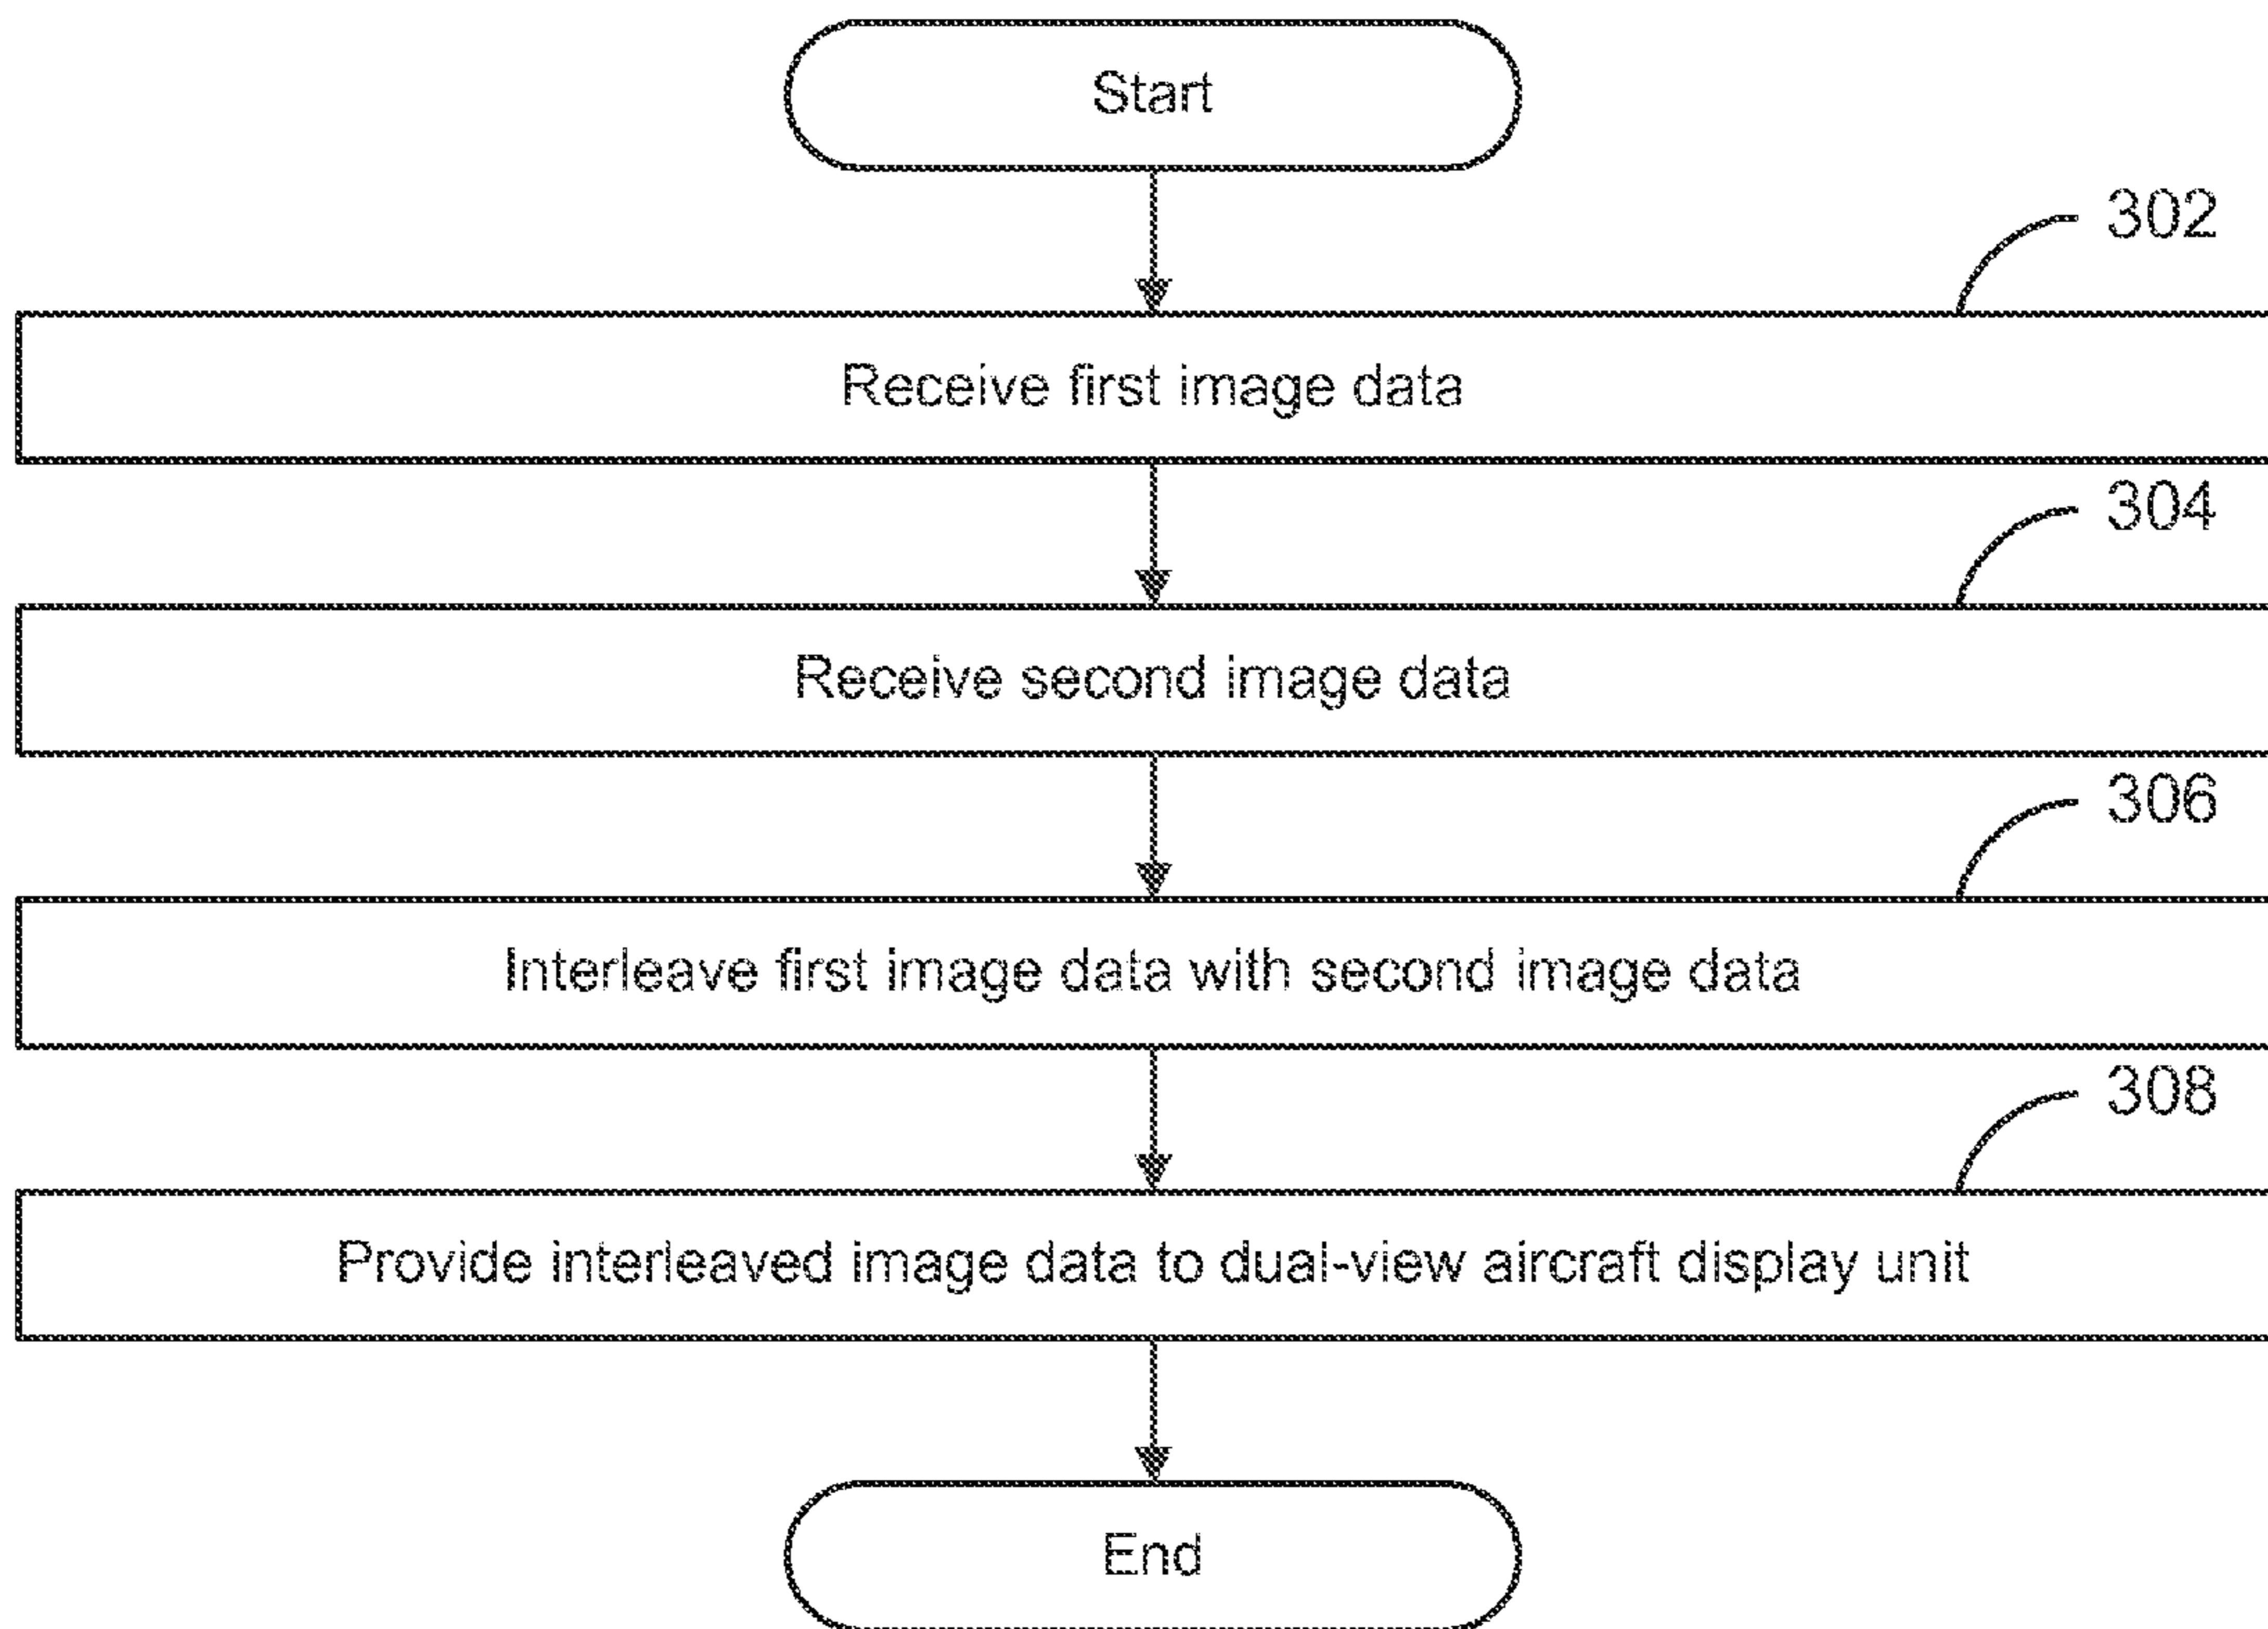 Start
302
Receive first image data
304
Receive second image data
306
Interleave first image data with second image data
308
Provide interleaved image data to dual-view aircraft display unit
End